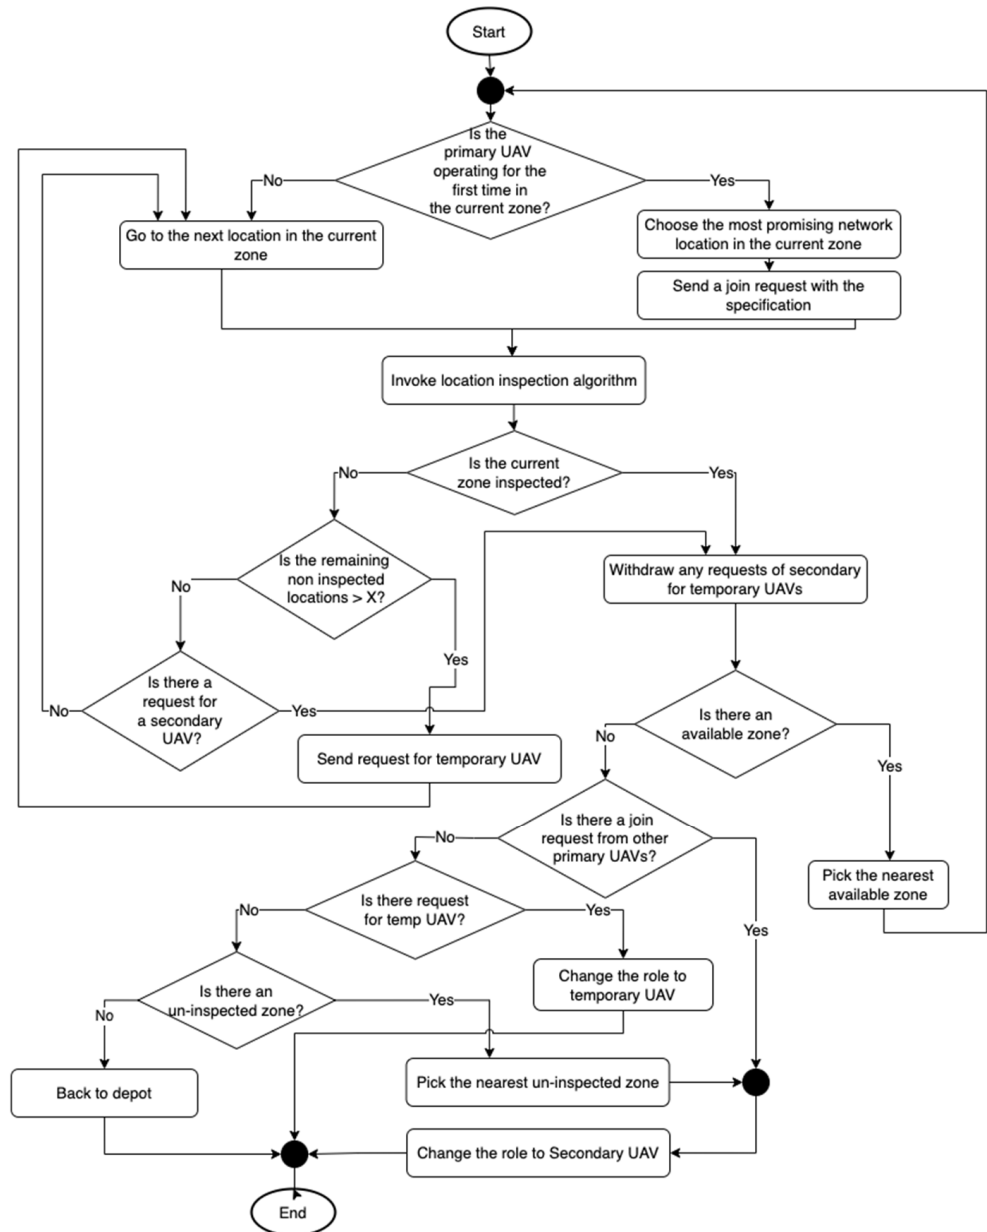 Start
Is the
primary UAV
operating for the
first time in
the current zone?
No
Yes
Go to the next location in the current
zone
Choose the most promising network
location in the current zone
Send a join request with the
specification
Invoke location inspection algorithm
Is the current
zone inspected?
No
Yes
Is the remaining
non inspected
locations > X?
No
Yes
Withdraw any requests of secondary
for temporary UAVs
Is there a
request for
a secondary
UAV?
No
Yes
Send request for temporary UAV
Is there an
available zone?
No
Yes
Is there a join
request from other
primary UAVs?
No
Yes
Pick the nearest
available zone
Is there request
for temp UAV?
No
Yes
Change the role to
temporary UAV
Is there an
un-inspected zone?
No
Yes
Back to depot
Pick the nearest un-inspected zone
Change the role to Secondary UAV
End